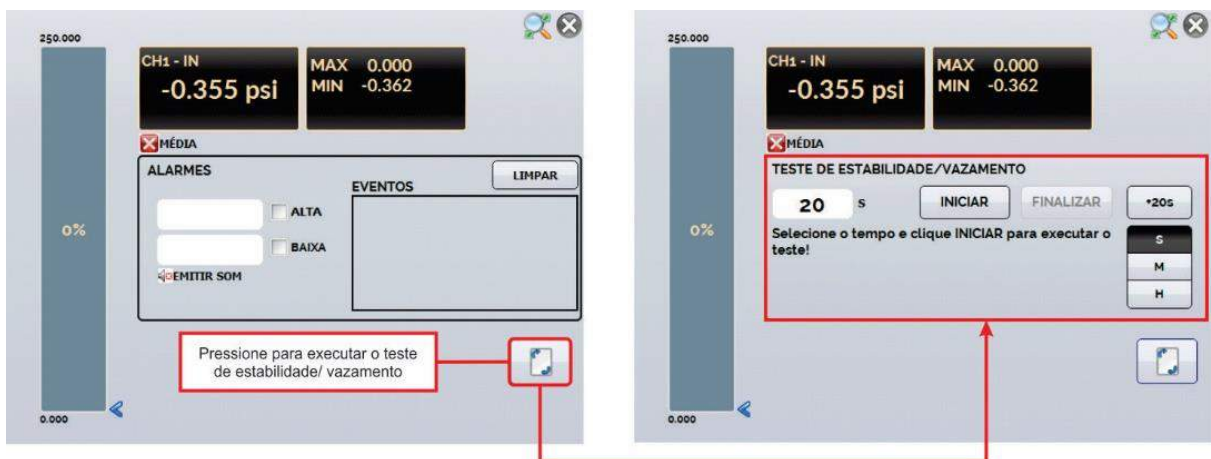 250.000
CH1 - IN
-0.355 psi
MAX 0.000
MIN -0.362
MÉDIA
ALARMES
LIMPAR
EVENTOS
ALTA
0%
BAIXA
EMITIR SOM
Pressione para executar o teste
de estabilidade/ vazamento
0.000
250.000
CH1 - IN
-0.355 psi
MAX 0.000
MIN -0.362
MÉDIA
TESTE DE ESTABILIDADE/VAZAMENTO
20 s
INICIAR
FINALIZAR
+20s
0%
Selecione o tempo e clique INICIAR para executar o
teste!
S
M
H
0.000